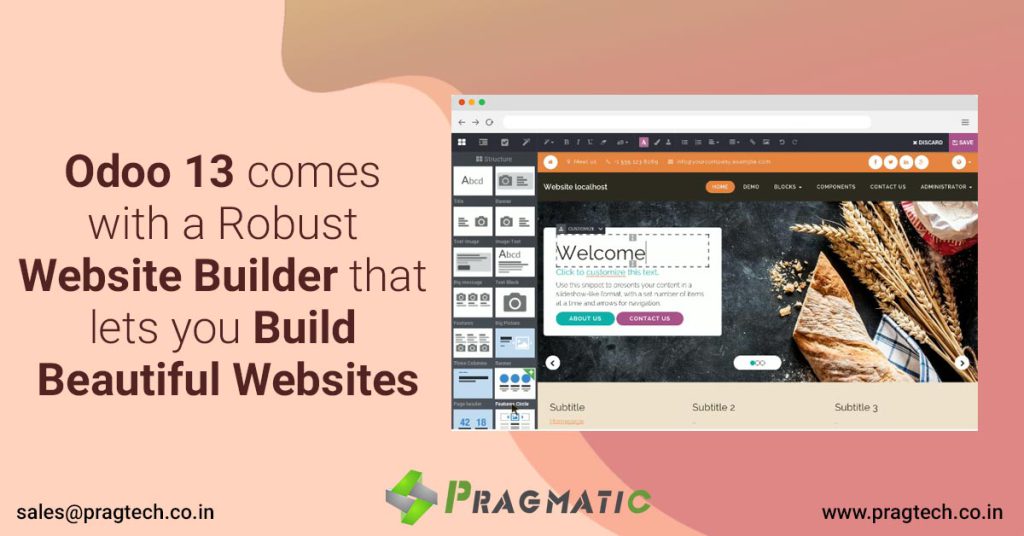 Odoo 13 comes
with a Robust
Website Builder that
lets you Build
Beautiful Websites
DISCARD
SAVE
Structure
Meet us
info@yourcompany.example.com
Website localhost
HOME
DEMO
BLOCKS
COMPONENTS
CONTACT US
ADMINISTRATOR
Abcd
Title
Banner
Text-Image
Image-Text
Abcd
Big message
Text Block
Features
Big Picture
Three Columns
Banner
Page header
Features Circle
42 18
CUSTOMIZE
Welcome
Click to customize this text.
Use this snippet to presents your content in a
slideshow-like format, with a set number of items
at a time and arrows for navigation.
ABOUT US
CONTACT US
Subtitle
Subtitle 2
Subtitle 3
Homepage
PRAGMATIC
sales@pragtech.co.in
www.pragtech.co.in